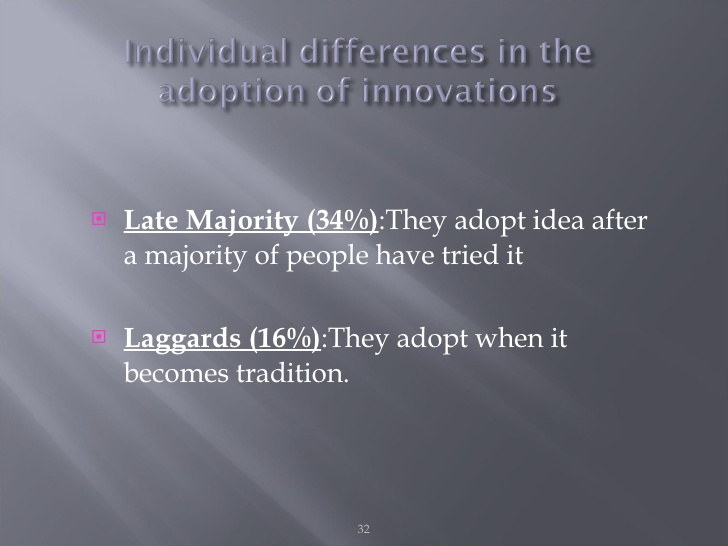 Individual differences in the
adoption of innovations
Late Majority (34%):They adopt idea after
a majority of people have tried it
Laggards (16%):They adopt when it
becomes tradition.
32